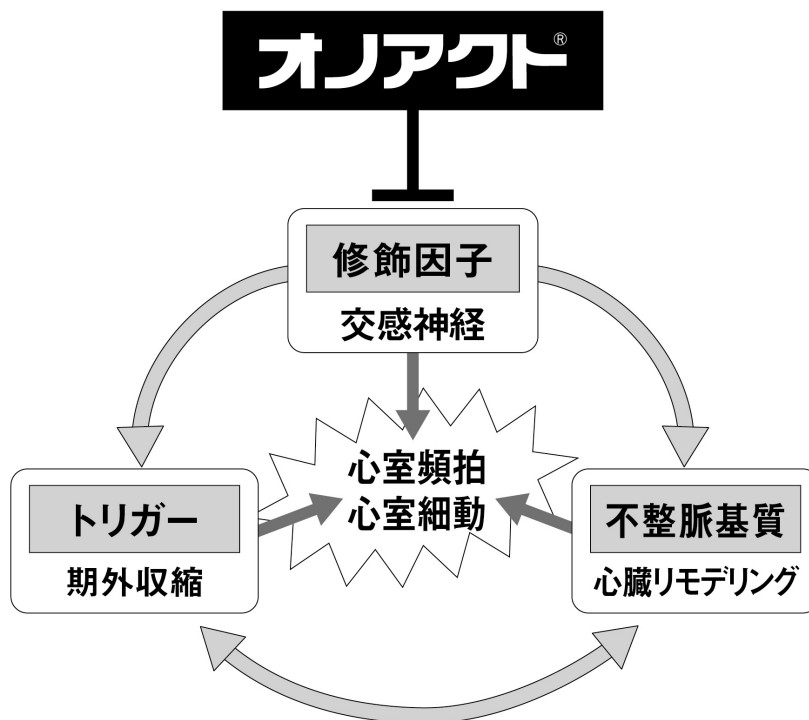 オノアクト®
修飾因子
交感神経
心室頻拍
心室細動
トリガー
期外収縮
不整脈基質
心臓リモデリング